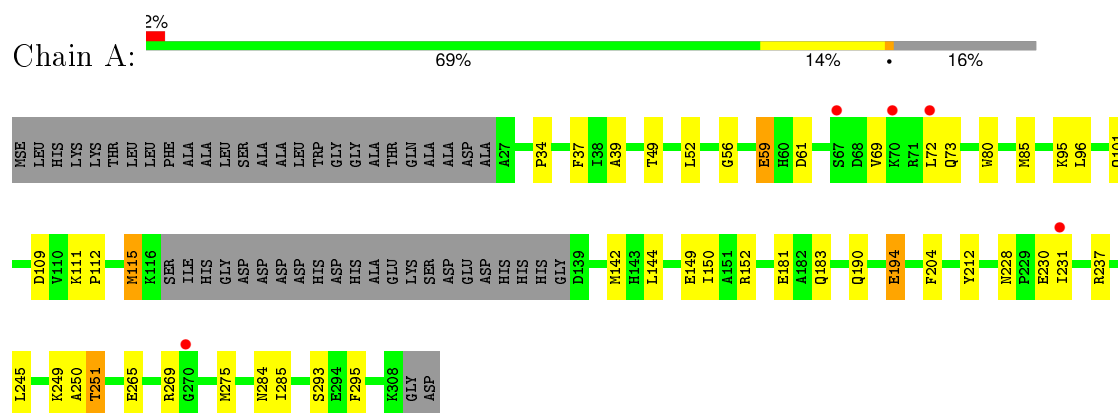 2%
Chain A:
69% 14% • 16%
MSE LEU HIS LYS LYS THR LEU LEU PHE ALA ALA LEU SER ALA ALA LEU TRP GLY GLY ALA THR GLN ALA ALA ASP ALA A27 P34 F37 I38 A39 T49 L52 G56 E59 H60 D61 S67 D68 V69 K70 R71 L72 Q73 W80 M85 K95 L96
D109 V110 K111 P112 M115 K116 SER ILE HIS GLY ASP ASP ASP ASP HIS ASP HIS ALA GLU LYS SER ASP GLU ASP HIS HIS HIS GLY D139 M142 H143 L144 E149 I150 A151 R152 E181 A182 Q183 Q190 E194 F204 Y212 N228 P229 E230 I231 R237
L245 K249 A250 T251 E265 R269 G270 M275 N284 I285 S293 E294 F295 K308 GLY ASP